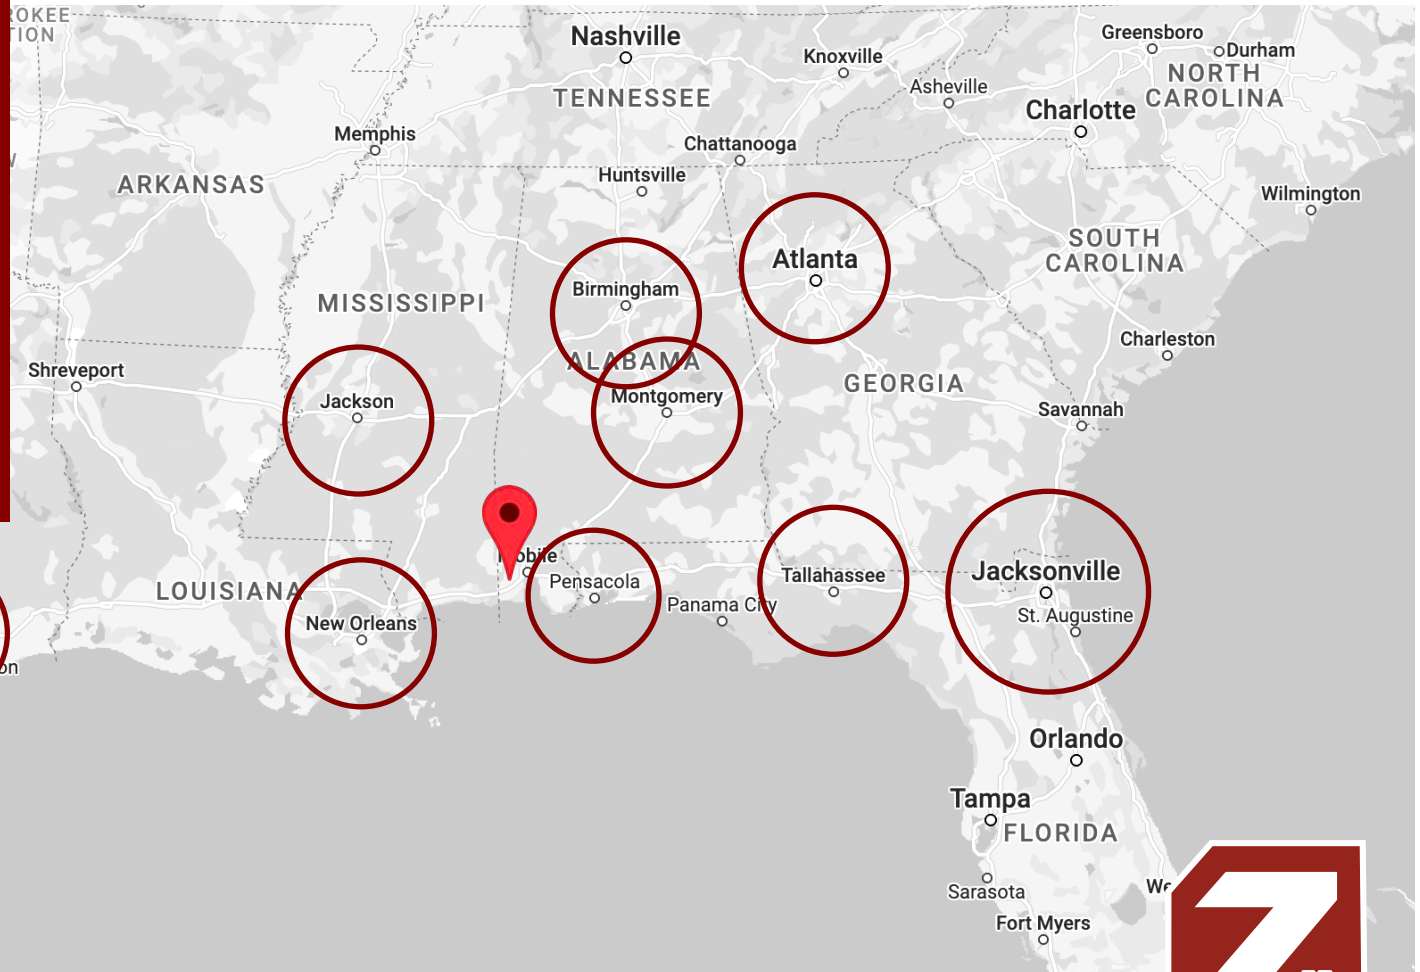 Nashville
Greensboro
Durham
Knoxville
NORTH
CAROLINA
Asheville
TENNESSEE
Charlotte
Memphis
Chattanooga
Huntsville
ARKANSAS
Wilmington
SOUTH
CAROLINA
Atlanta
Birmingham
MISSISSIPPI
Charleston
Shreveport
ALABAMA
GEORGIA
Montgomery
Jackson
Savannah
Mobile
Pensacola
Tallahassee
Jacksonville
LOUISIANA
Panama City
St. Augustine
New Orleans
Orlando
Tampa
FLORIDA
Sarasota
Fort Myers